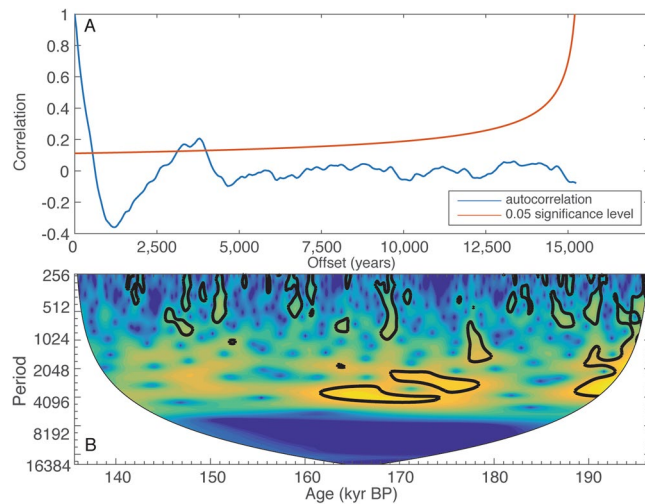 A
1
0.8
0.6
0.4
0.2
0
-0.2
-0.4
Correlation
autocorrelation
0.05 significance level
0 2,500 5,000 7,500 10,000 12,500 15,000
Offset (years)
256
512
1024
2048
4096
8192
16384
Period
B
140 150 160 170 180 190
Age (kyr BP)